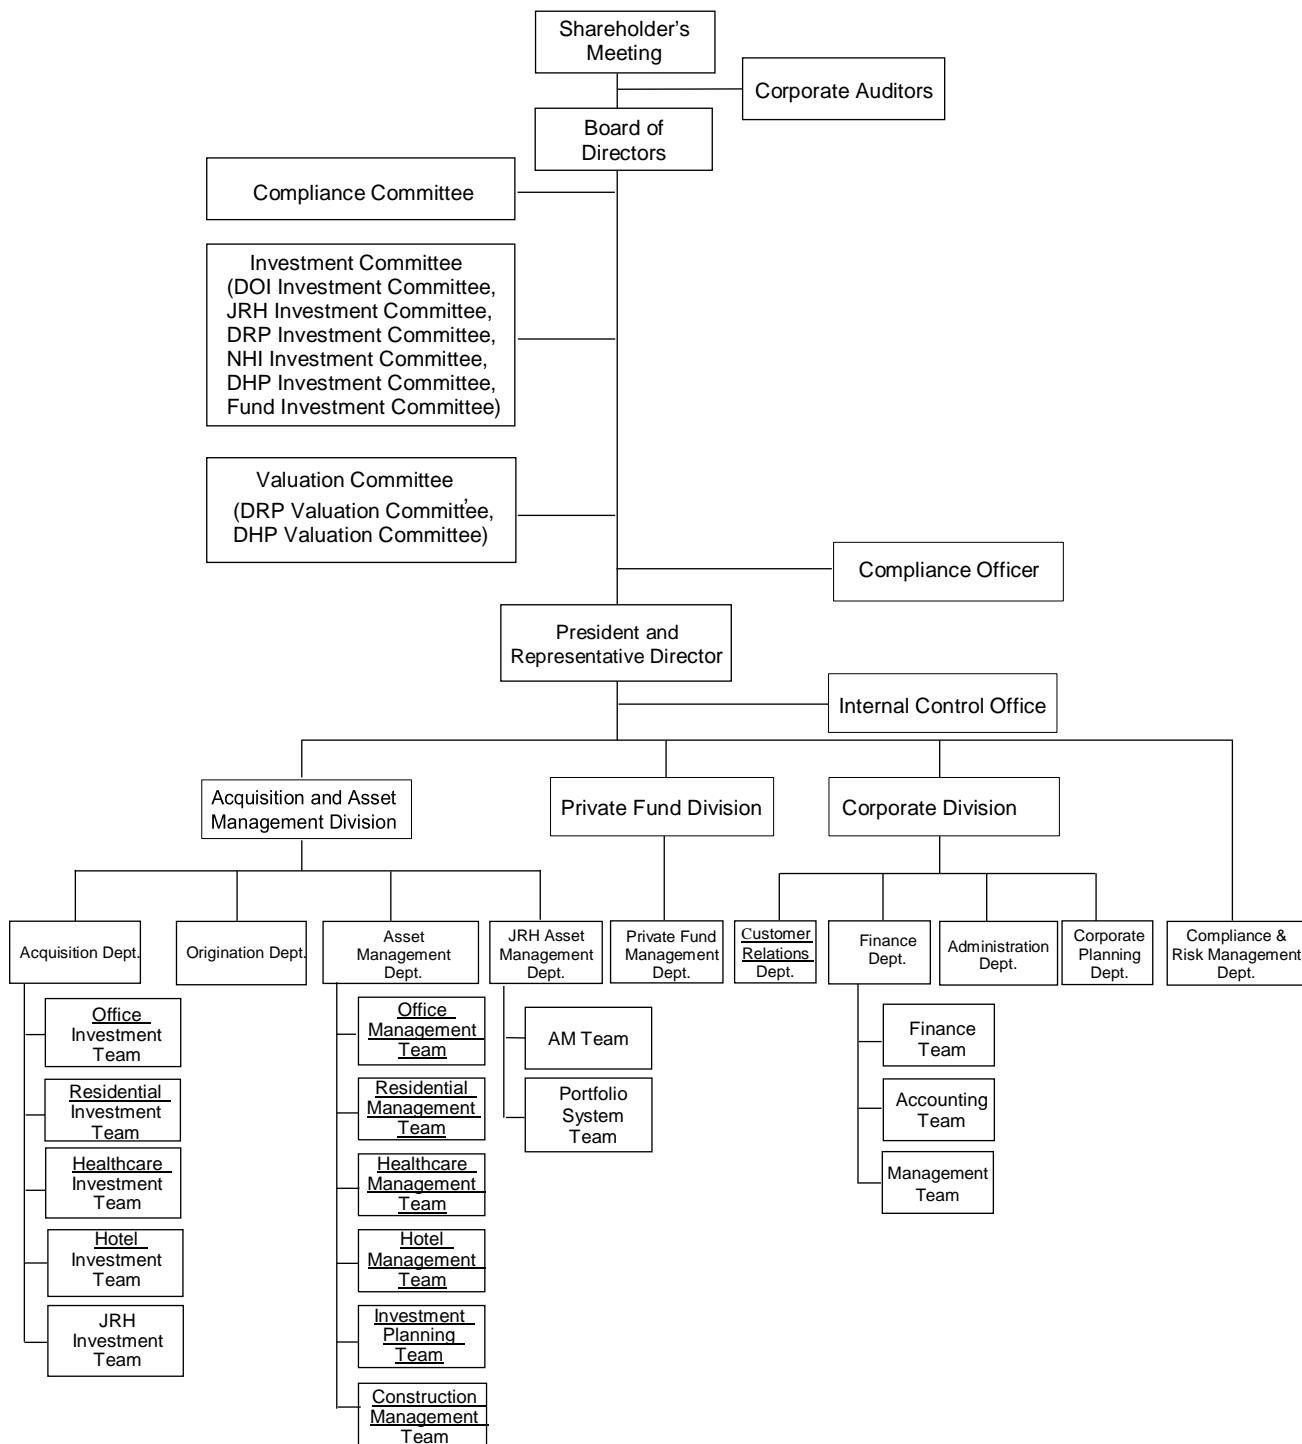 Shareholder’s
Meeting
Corporate Auditors
Board of
Directors
Compliance Committee
Investment Committee
(DOI Investment Committee,
JRH Investment Committee,
DRP Investment Committee,
NHI Investment Committee,
DHP Investment Committee,
Fund Investment Committee)
Valuation Committee
(DRP Valuation Committee,
DHP Valuation Committee)
Compliance Officer
President and
Representative Director
Internal Control Office
Acquisition and Asset
Management Division
Private Fund Division
Corporate Division
Acquisition Dept.
Origination Dept.
Asset
Management
Dept.
JRH Asset
Management
Dept.
Private Fund
Management
Dept.
Customer
Relations
Dept.
Finance
Dept.
Administration
Dept.
Corporate
Planning
Dept.
Compliance &
Risk Management
Dept.
Office
Investment
Team
Residential
Investment
Team
Healthcare
Investment
Team
Hotel
Investment
Team
JRH
Investment
Team
Office
Management
Team
Residential
Management
Team
Healthcare
Management
Team
Hotel
Management
Team
Investment
Planning
Team
Construction
Management
Team
AM Team
Portfolio
System
Team
Finance
Team
Accounting
Team
Management
Team